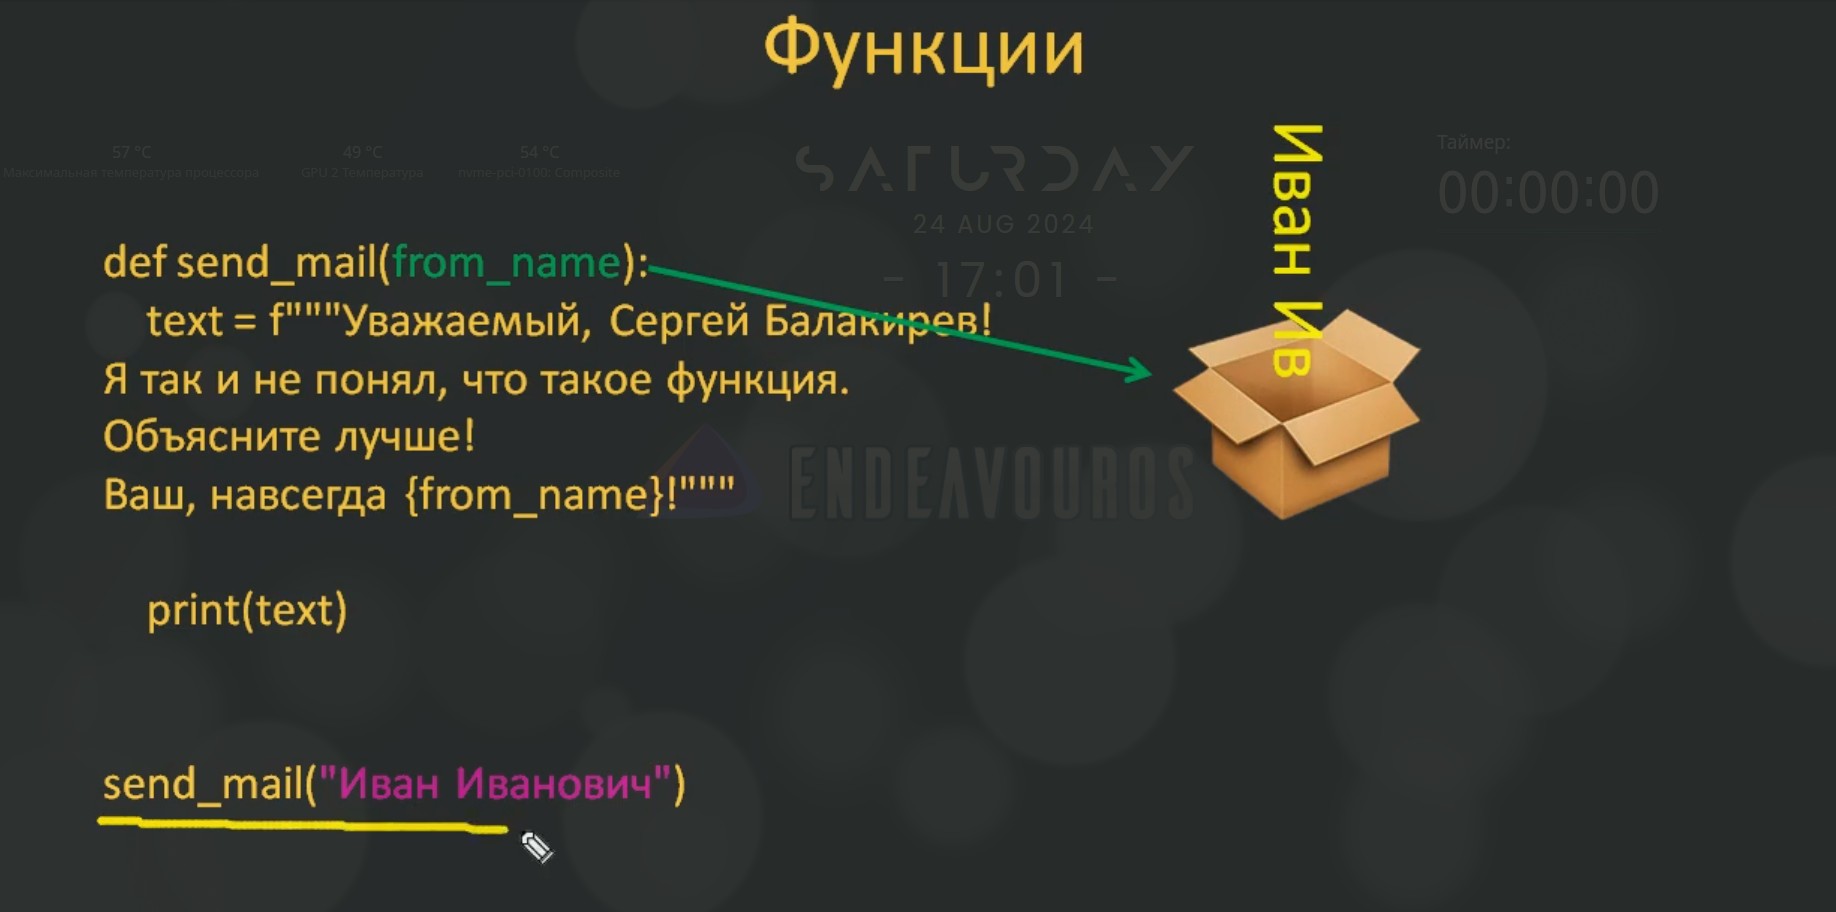 Функции
57 °C
49 °C
54 °C
Максимальная температура процессора
GPU 2 Температура
nvme-pci-0100: Composite
SATURDAY
24 AUG 2024
- 17:01 -
Таймер:
00:00:00
Иван Ив
def send_mail(from_name):
text = f"""Уважаемый, Сергей Балакирев!
Я так и не понял, что такое функция.
Объясните лучше!
Ваш, навсегда {from_name}!"""
ENDEAVOUROS
print(text)
send_mail("Иван Иванович")